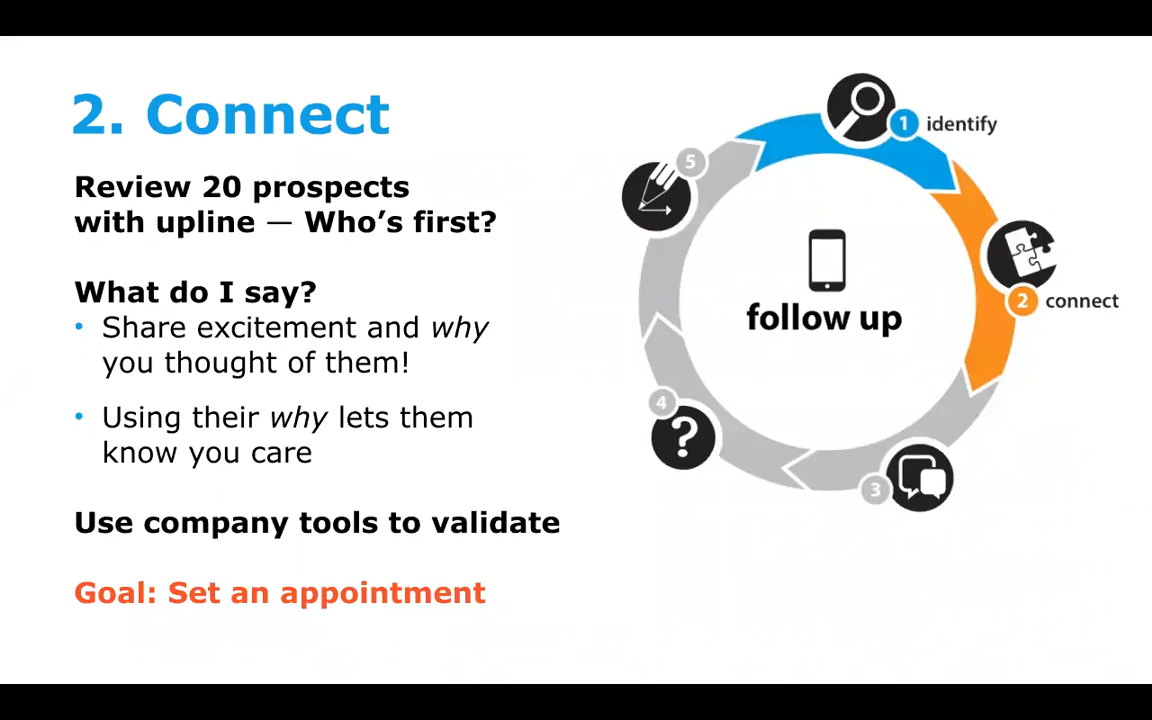 2. Connect
Review 20 prospects
with upline — Who's first?
What do I say?
• Share excitement and why
you thought of them!
• Using their why lets them
know you care
Use company tools to validate
Goal: Set an appointment
1 identify
2 connect
3
4
5
follow up